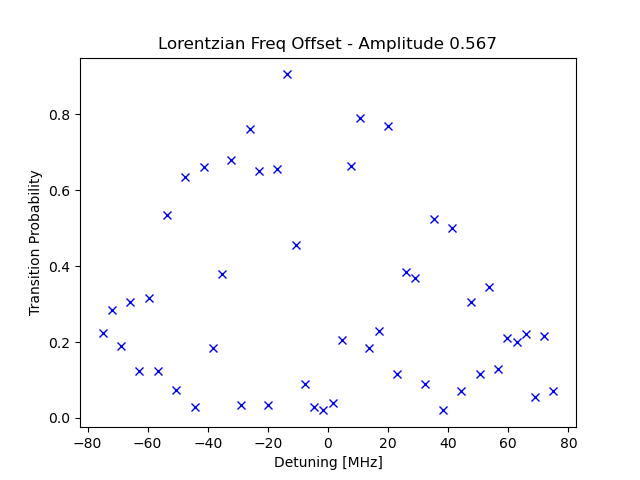 Lorentzian Freq Offset - Amplitude 0.567
Transition Probability
0.8
0.6
0.4
0.2
0.0
−80 −60 −40 −20 0 20 40 60 80
Detuning [MHz]